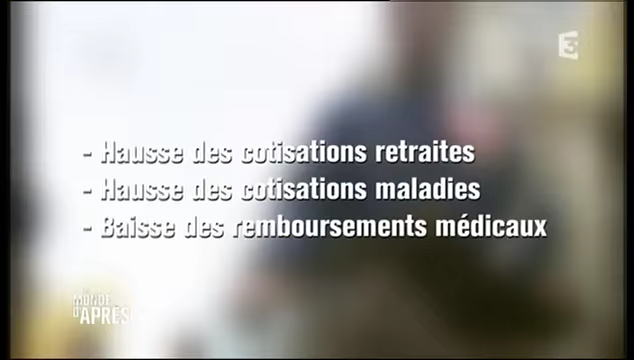 3
- Hausse des cotisations retraites
- Hausse des cotisations maladies
- Baisse des remboursements médicaux
MONDE
D'APRÈS